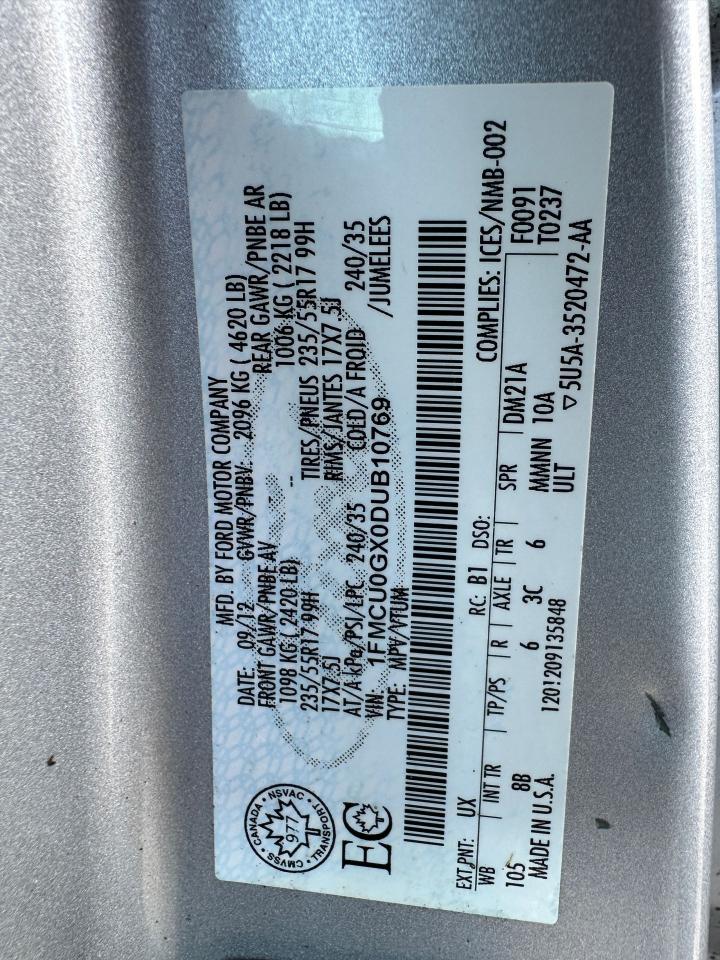 MFD. BY FORD MOTOR COMPANY
DATE: 09/12 GVWR/PNBV: 2096 KG ( 4620 LB)
FRONT GAWR/PNBE AV REAR GAWR/PNBE AR
1098 KG ( 2420 LB) -- 1006 KG ( 2218 LB)
235/55R17 99H TIRES/PNEUS 235/55R17 99H
17X7.5J RIMS/JANTES 17X7.5J
AT/A kPa/PSI/LPC 240/35 COLD/A FROID 240/35
VIN: 1FMCU0GX0DUB10769 /JUMELEES
TYPE: MPV/VTUM
CANADA • NSVAC • TRANSPORT • CMVSS •
977
EC
COMPLIES: ICES/NMB-002
EXT PNT: UX RC: B1 DSO: F0091
WB INT TR TP/PS R AXLE TR SPR DM21A T0237
105 8B 6 3C 6 MMMNN 10A
ULT
MADE IN U.S.A. 1201209135848 ▽5U5A-3520472-AA